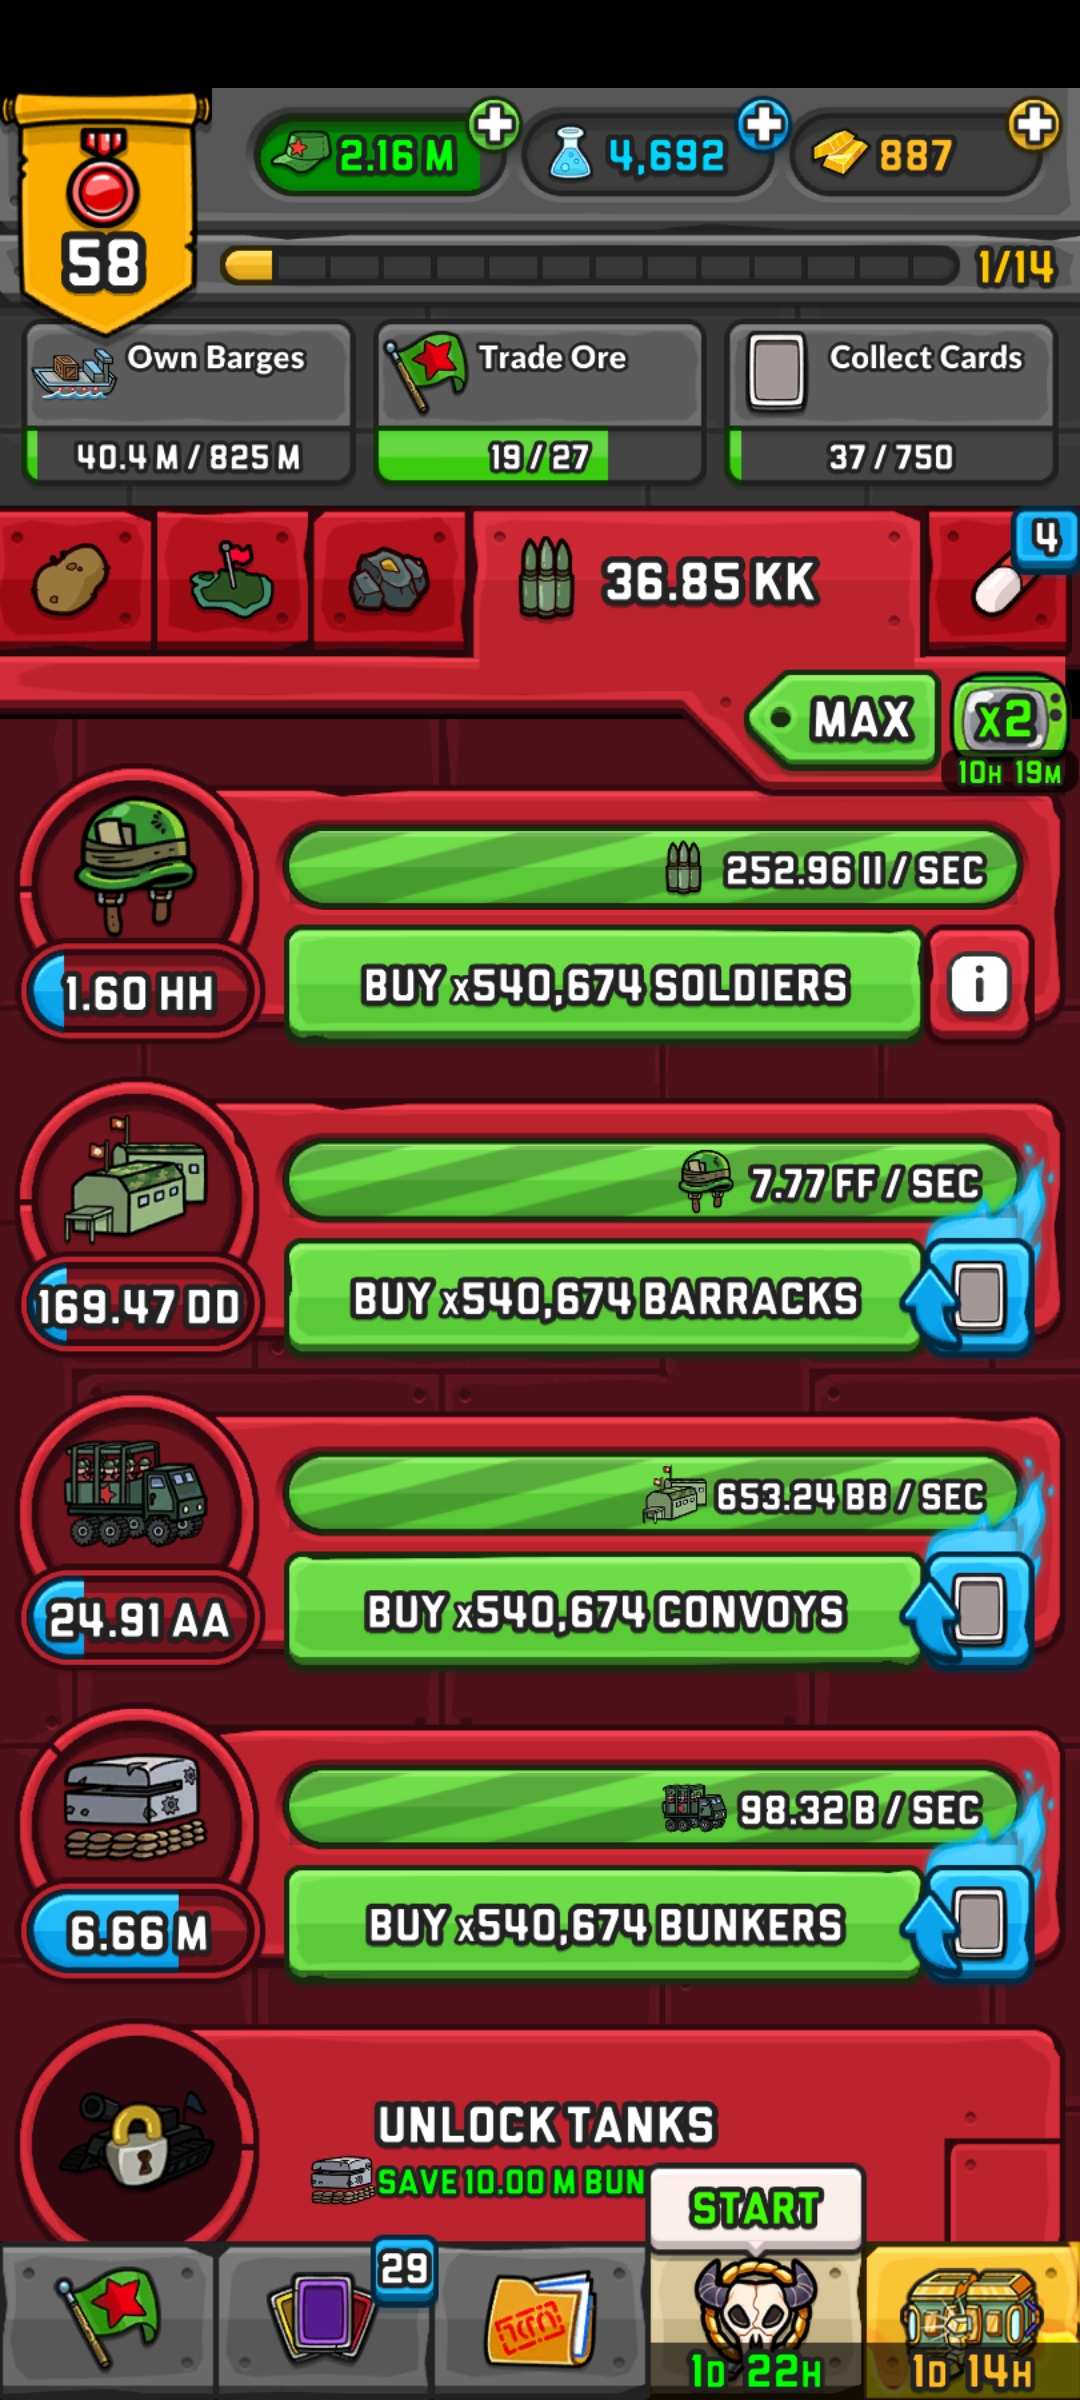 58
2.16 M
4,692
887
1/14
Own Barges
40.4 M / 825 M
Trade Ore
19 / 27
Collect Cards
37 / 750
36.85 KK
4
MAX
x2
10H 19M
252.96 II / SEC
1.60 HH
BUY x540,674 SOLDIERS
i
7.77 FF / SEC
169.47 DD
BUY x540,674 BARRACKS
653.24 BB / SEC
24.91 AA
BUY x540,674 CONVOYS
98.32 B / SEC
6.66 M
BUY x540,674 BUNKERS
UNLOCK TANKS
SAVE 10.00 M BUN
START
29
1D 22H
1D 14H